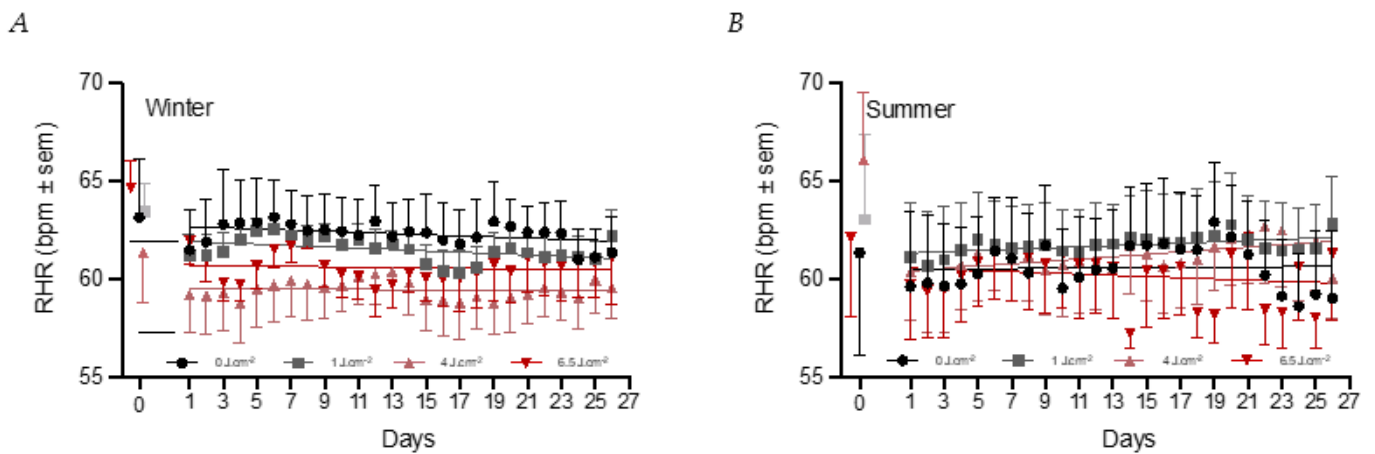 A
B
70
65
60
55
RHR (bpm ± sem)
Winter
0 J.cm-2
1 J.cm-2
4 J.cm-2
6.5 J.cm-2
0 1 3 5 7 9 11 13 15 17 19 21 23 25 27
Days
70
65
60
55
RHR (bpm ± sem)
Summer
0 J.cm-2
1 J.cm-2
4 J.cm-2
6.5 J.cm-2
0 1 3 5 7 9 11 13 15 17 19 21 23 25 27
Days